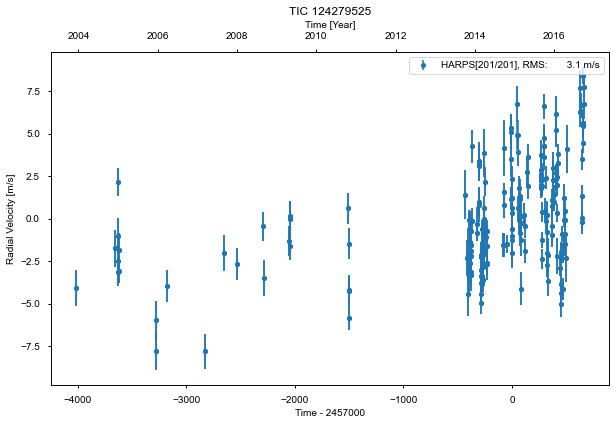 TIC 124279525
Time [Year]
2004 2006 2008 2010 2012 2014 2016
HARPS[201/201], RMS: 3.1 m/s
Radial Velocity [m/s]
7.5
5.0
2.5
0.0
−2.5
−5.0
−7.5
−4000 −3000 −2000 −1000 0
Time - 2457000